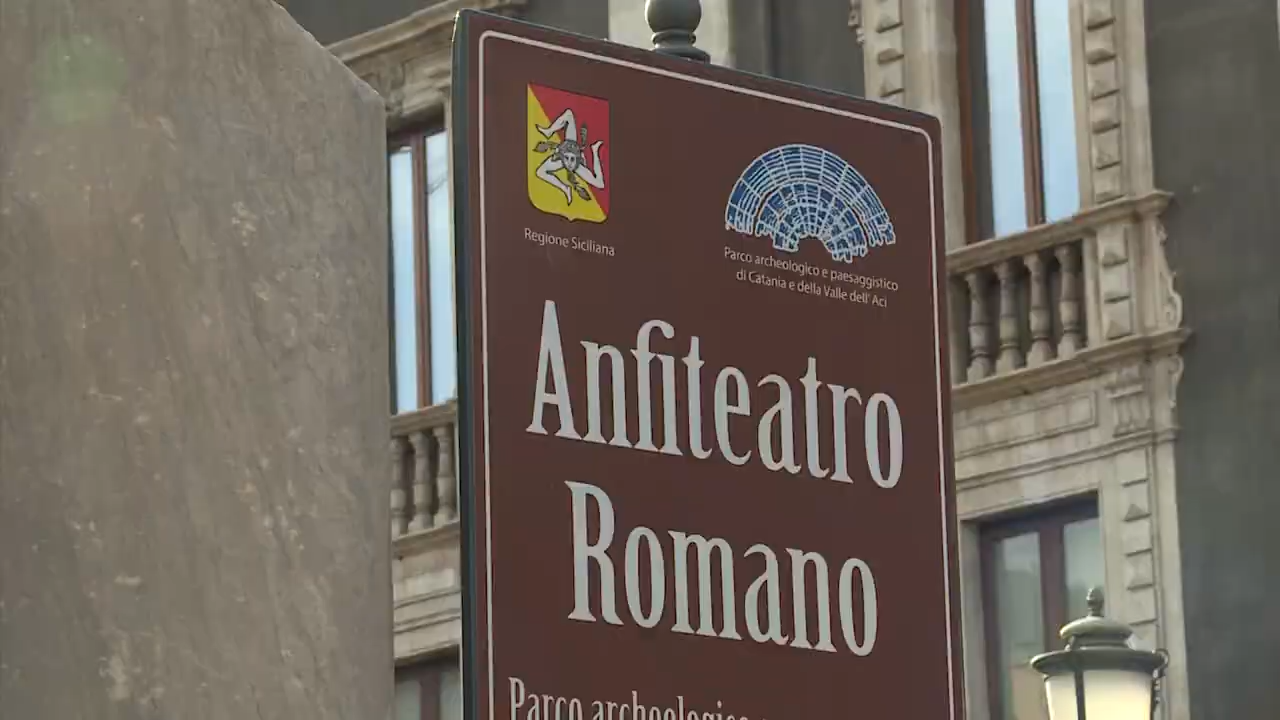 Regione Siciliana
Parco archeologico e paesaggistico
di Catania e della Valle dell'Aci
Anfiteatro
Romano
Parco archeologico